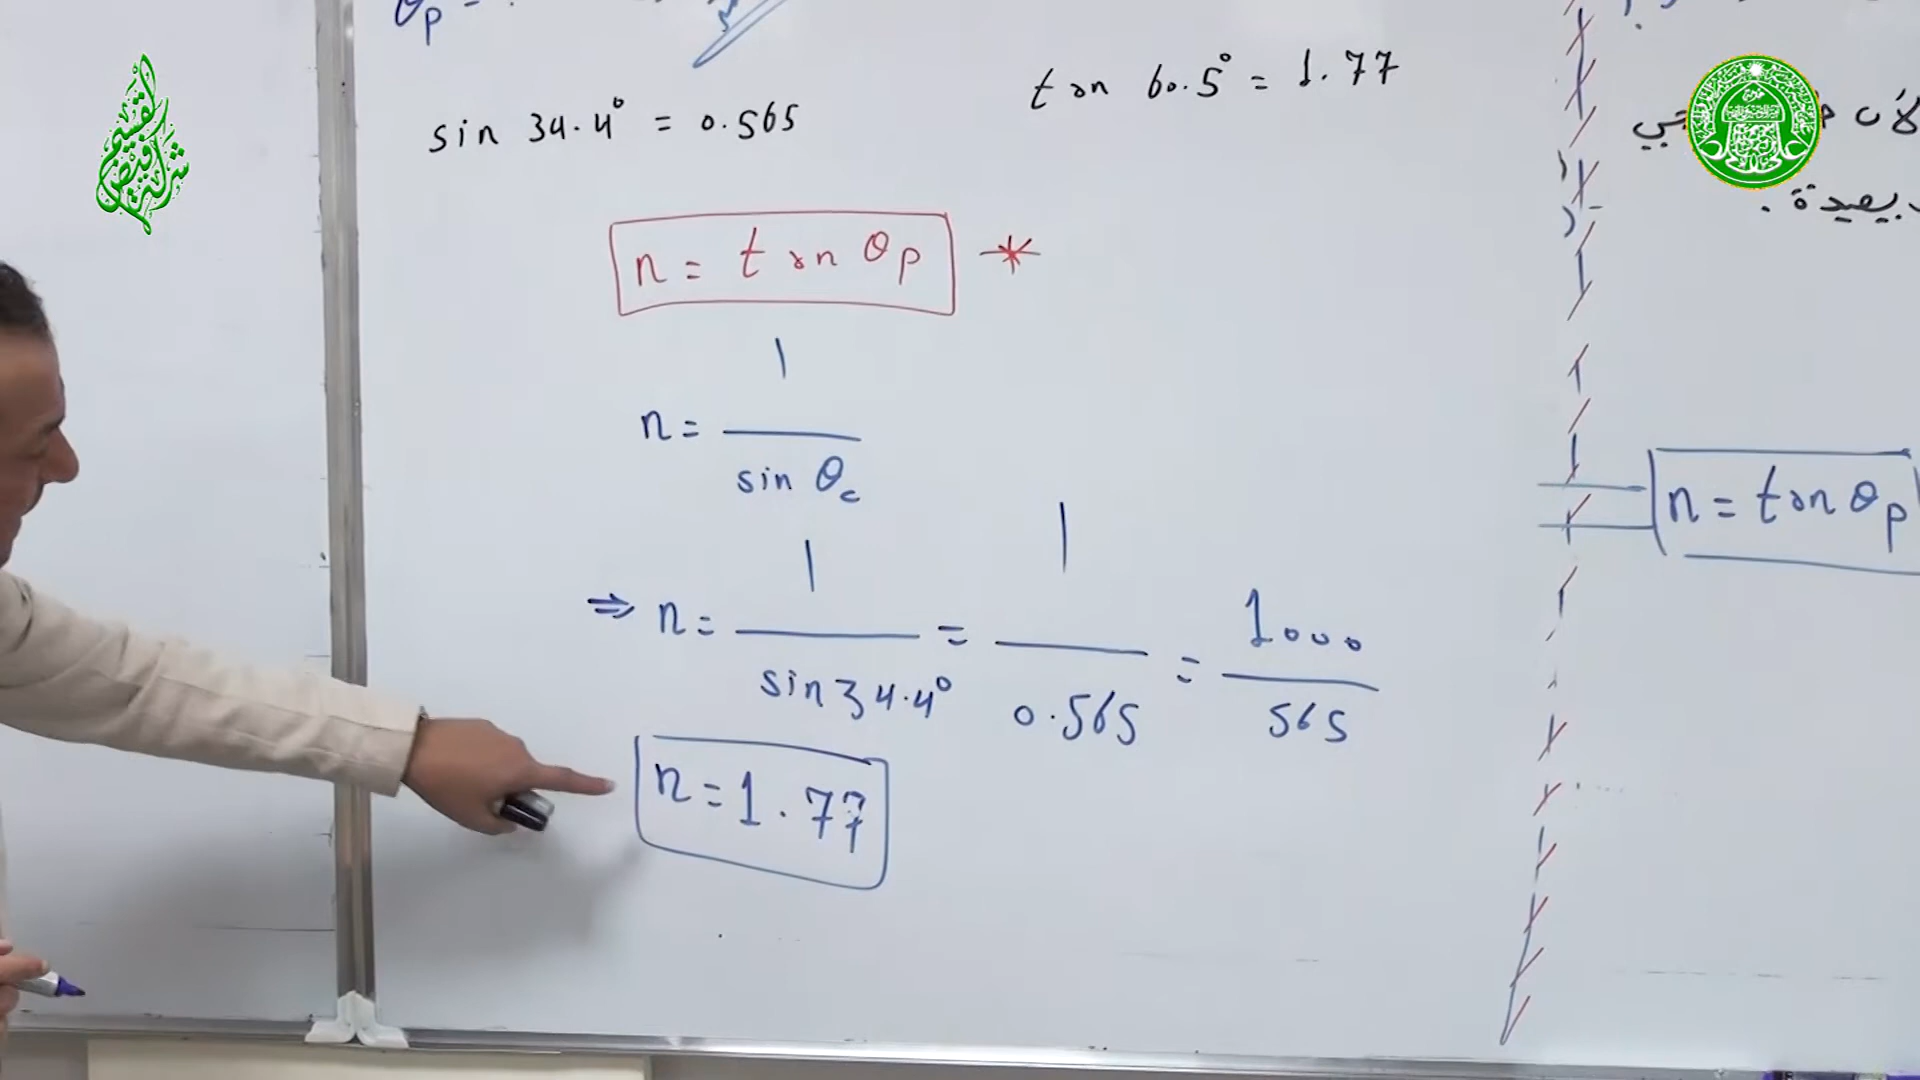 θp = ?
sin 34.4° = 0.565
tan 60.5° = 1.77
n = tan θp *
n = 1 / sin θc
⇒ n = 1 / sin 34.4° = 1 / 0.565 = 1000 / 565
n = 1.77
n = tan θp